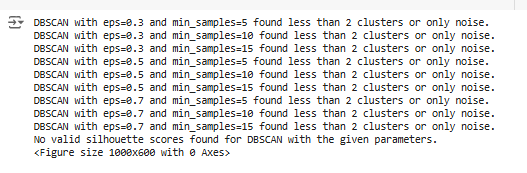 DBSCAN with eps=0.3 and min_samples=5 found less than 2 clusters or only noise.
DBSCAN with eps=0.3 and min_samples=10 found less than 2 clusters or only noise.
DBSCAN with eps=0.3 and min_samples=15 found less than 2 clusters or only noise.
DBSCAN with eps=0.5 and min_samples=5 found less than 2 clusters or only noise.
DBSCAN with eps=0.5 and min_samples=10 found less than 2 clusters or only noise.
DBSCAN with eps=0.5 and min_samples=15 found less than 2 clusters or only noise.
DBSCAN with eps=0.7 and min_samples=5 found less than 2 clusters or only noise.
DBSCAN with eps=0.7 and min_samples=10 found less than 2 clusters or only noise.
DBSCAN with eps=0.7 and min_samples=15 found less than 2 clusters or only noise.
No valid silhouette scores found for DBSCAN with the given parameters.
<Figure size 1000x600 with 0 Axes>